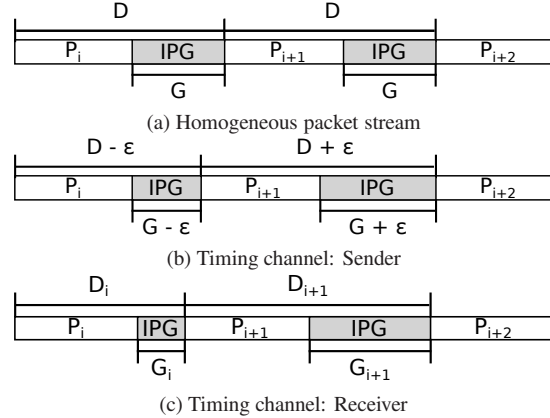 D D
P_i IPG P_{i+1} IPG P_{i+2}
G G
(a) Homogeneous packet stream
D - ε D + ε
P_i IPG P_{i+1} IPG P_{i+2}
G - ε G + ε
(b) Timing channel: Sender
D_i D_{i+1}
P_i IPG P_{i+1} IPG P_{i+2}
G_i G_{i+1}
(c) Timing channel: Receiver